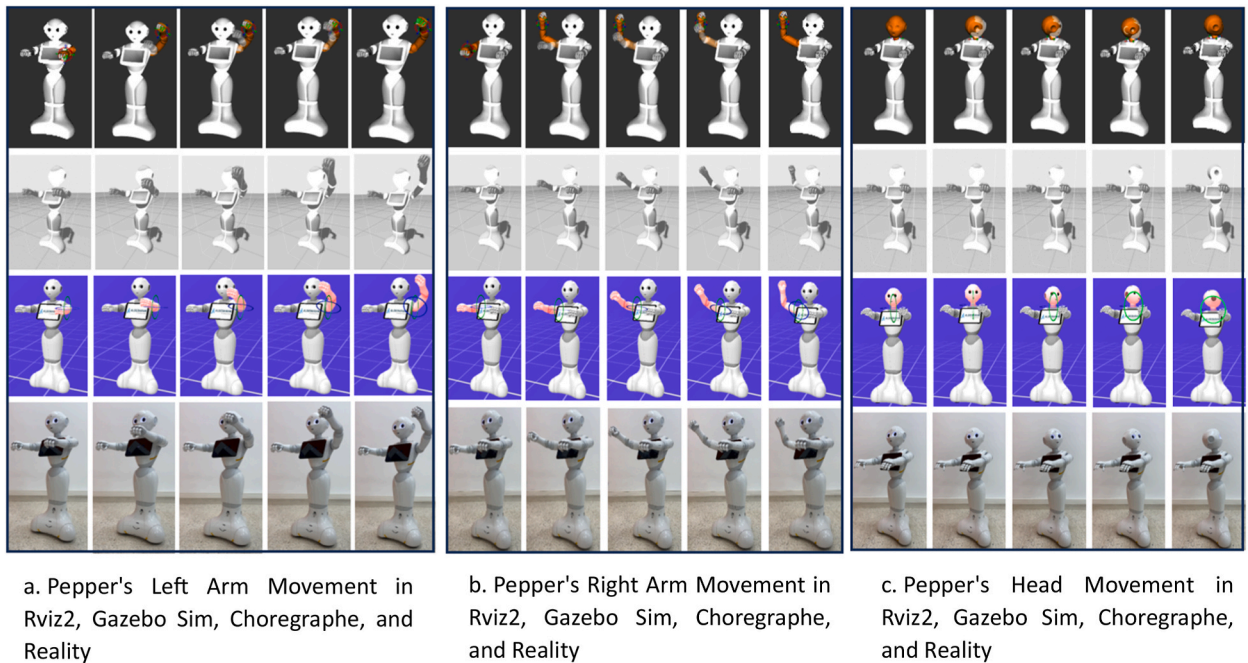 a. Pepper's Left Arm Movement in
Rviz2, Gazebo Sim, Choregraphe, and
Reality
b. Pepper's Right Arm Movement in
Rviz2, Gazebo Sim, Choregraphe,
and Reality
c. Pepper's Head Movement in
Rviz2, Gazebo Sim, Choregraphe,
and Reality